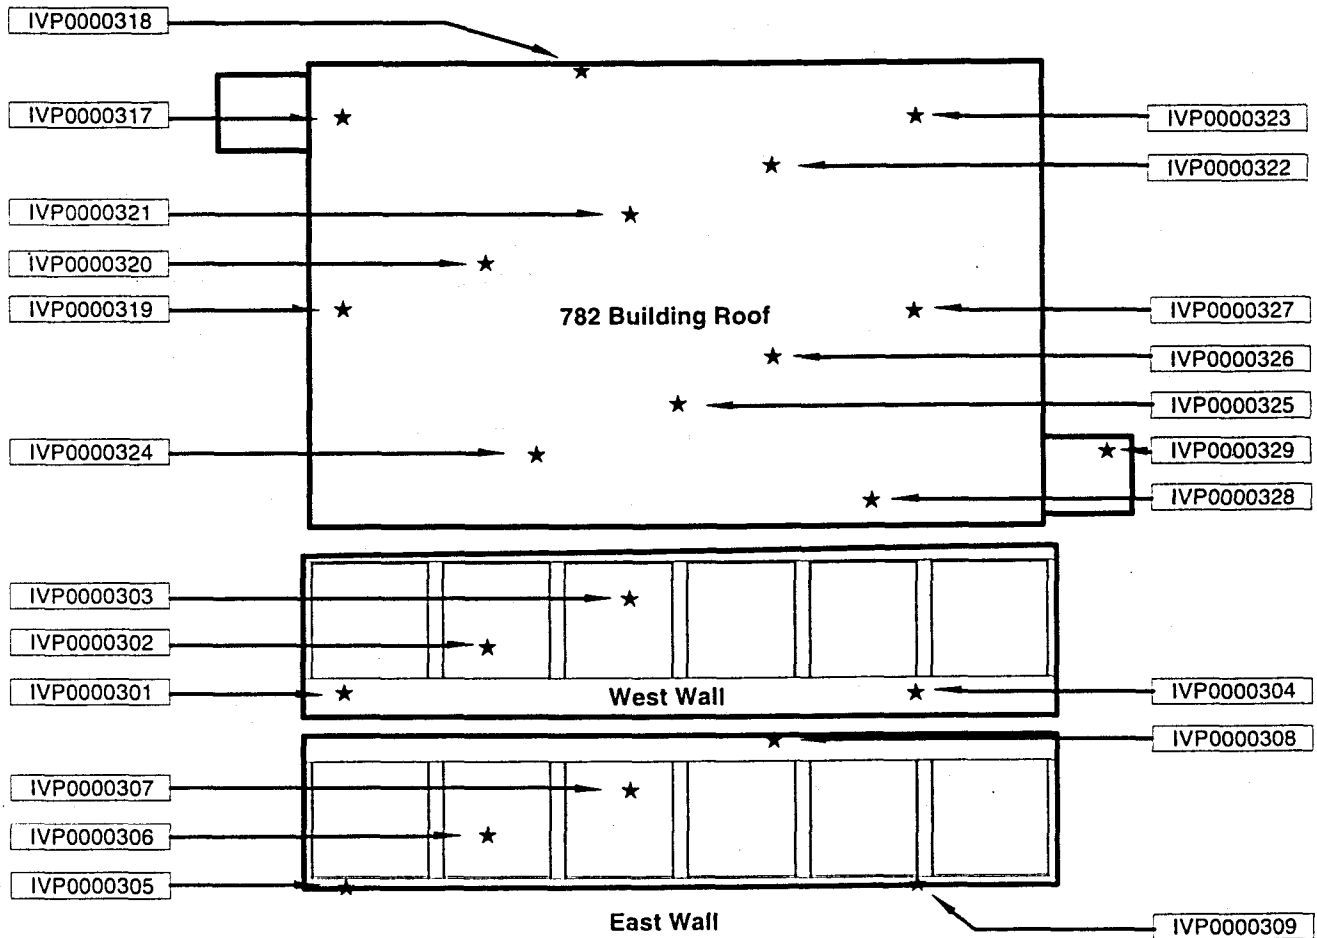 IVP0000318
IVP0000317
IVP0000323
IVP0000322
IVP0000321
IVP0000320
IVP0000319
782 Building Roof
IVP0000327
IVP0000326
IVP0000325
IVP0000324
IVP0000329
IVP0000328
IVP0000303
IVP0000302
IVP0000301
West Wall
IVP0000304
IVP0000308
IVP0000307
IVP0000306
IVP0000305
East Wall
IVP0000309